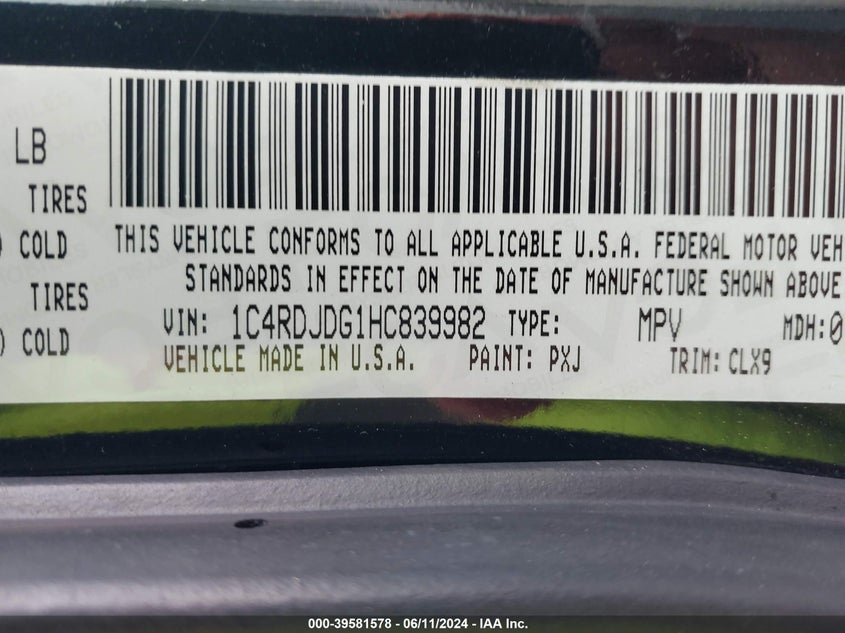 LB
TIRES
) COLD
TIRES
) COLD
THIS VEHICLE CONFORMS TO ALL APPLICABLE U.S.A. FEDERAL MOTOR VEH
STANDARDS IN EFFECT ON THE DATE OF MANUFACTURE SHOWN ABOVE
VIN: 1C4RDJDG1HC839982 TYPE: MPV MDH:0
VEHICLE MADE IN U.S.A. PAINT: PXJ TRIM: CLX9
000-39581578 - 06/11/2024 - IAA Inc.